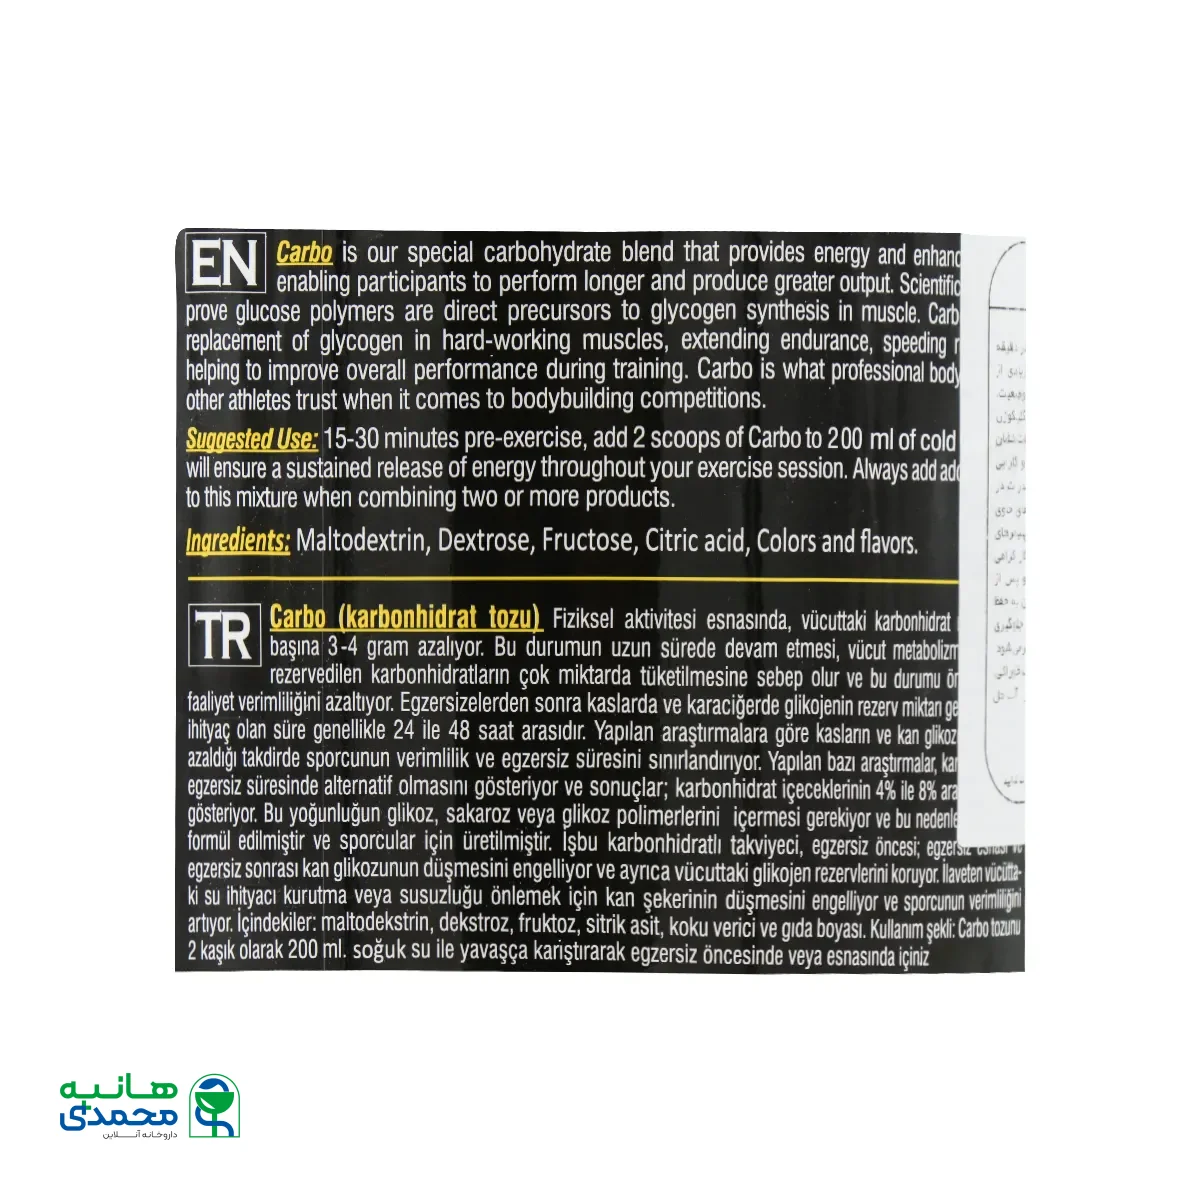 EN
Carbo is our special carbohydrate blend that provides energy and enhanc
enabling participants to perform longer and produce greater output. Scientific
prove glucose polymers are direct precursors to glycogen synthesis in muscle. Carb
replacement of glycogen in hard-working muscles, extending endurance, speeding r
helping to improve overall performance during training. Carbo is what professional body
other athletes trust when it comes to bodybuilding competitions.
Suggested Use: 15-30 minutes pre-exercise, add 2 scoops of Carbo to 200 ml of cold
will ensure a sustained release of energy throughout your exercise session. Always add add
to this mixture when combining two or more products.
Ingredients: Maltodextrin, Dextrose, Fructose, Citric acid, Colors and flavors.
TR
Carbo (karbonhidrat tozu) Fiziksel aktivitesi esnasında, vücuttaki karbonhidrat
başına 3-4 gram azalıyor. Bu durumun uzun sürede devam etmesi, vücut metabolizm
rezervedilen karbonhidratların çok miktarda tüketilmesine sebep olur ve bu durumu ön
faaliyet verimliliğini azaltıyor. Egzersizelerden sonra kaslarda ve karaciğerde glikojenin rezerv miktarı ge
ihtiyaç olan süre genellikle 24 ile 48 saat arasıdır. Yapılan araştırmalara göre kasların ve kan glikoz
azaldığı takdirde sporcunun verimlilik ve egzersiz süresini sınırlandırıyor. Yapılan bazı araştırmalar, kar
egzersiz süresinde alternatif olmasını gösteriyor ve sonuçlar; karbonhidrat içeceklerinin 4% ile 8% ara
gösteriyor. Bu yoğunluğun glikoz, sakaroz veya glikoz polimerlerini içermesi gerekiyor ve bu nedenle
formül edilmiştir ve sporcular için üretilmiştir. İşbu karbonhidratlı takviyeci, egzersiz öncesi; egzersiz esnası ve
egzersiz sonrası kan glikozunun düşmesini engelliyor ve ayrıca vücuttaki glikojen rezervlerini koruyor. İlaveten vücutta-
ki su ihtiyacı kurutma veya susuzluğu önlemek için kan şekerinin düşmesini engelliyor ve sporcunun verimliliğini
artıyor. İçindekiler: maltodekstrin, dekstroz, fruktoz, sitrik asit, koku verici ve gıda boyası. Kullanım şekli: Carbo tozunu
2 kaşık olarak 200 ml. soğuk su ile yavaşça karıştırarak egzersiz öncesinde veya esnasında içiniz
هانیه
محمدی
داروخانه آنلاین